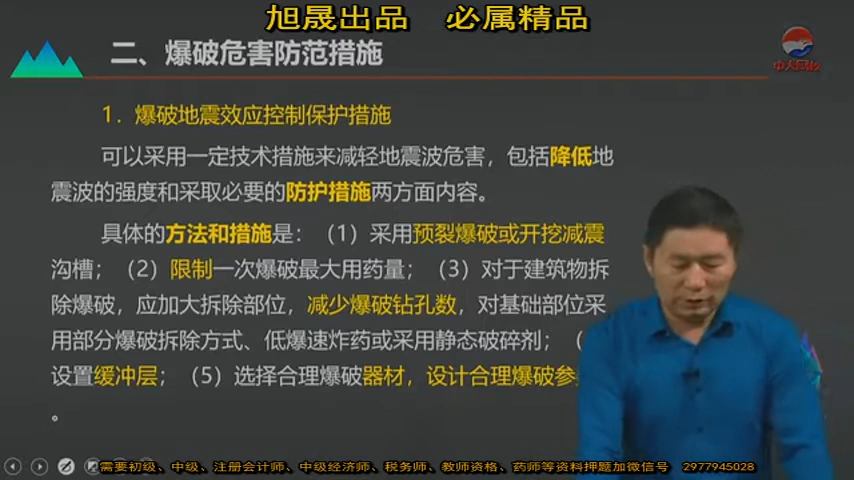 旭晟出品 必属精品
二、爆破危害防范措施
1．爆破地震效应控制保护措施
可以采用一定技术措施来减轻地震波危害，包括降低地
震波的强度和采取必要的防护措施两方面内容。
具体的方法和措施是：（1）采用预裂爆破或开挖减震
沟槽；（2）限制一次爆破最大用药量；（3）对于建筑物拆
除爆破，应加大拆除部位，减少爆破钻孔数，对基础部位采
用部分爆破拆除方式、低爆速炸药或采用静态破碎剂；（
设置缓冲层；（5）选择合理爆破器材，设计合理爆破参
。
需要初级、中级、注册会计师、中级经济师、税务师、教师资格、药师等资料押题加微信号 2977945028